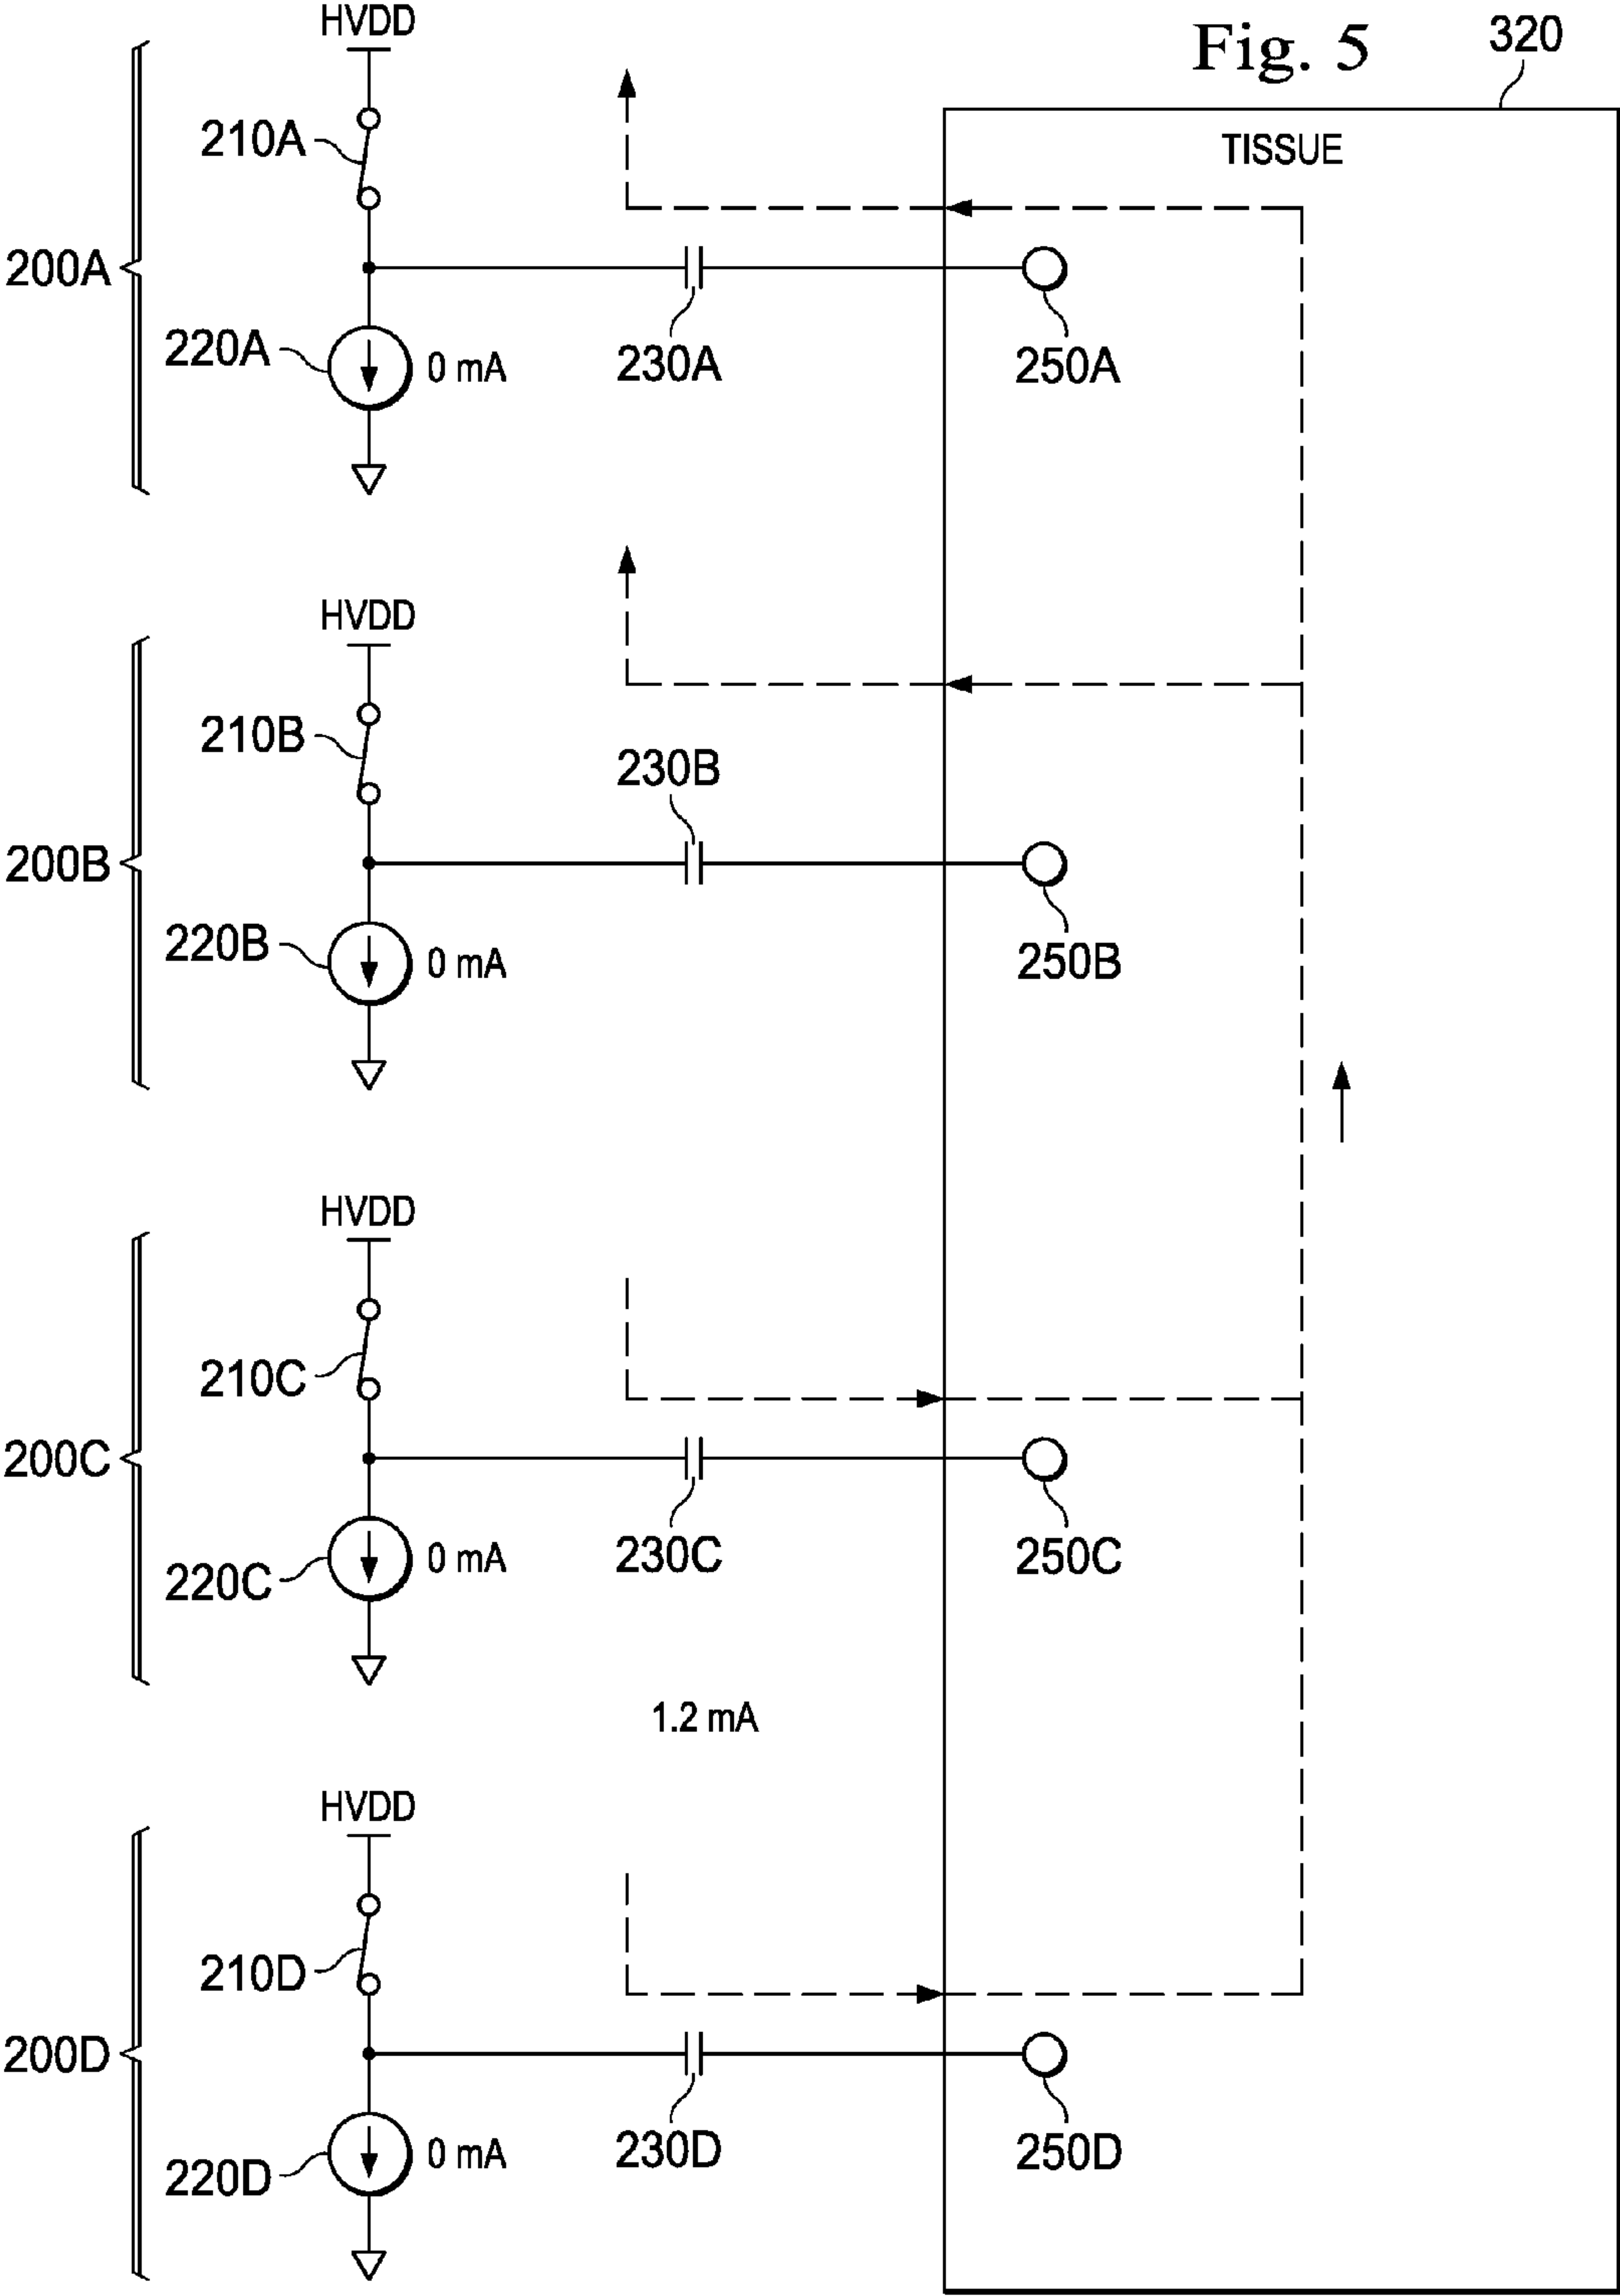 Fig. 5
320
TISSUE
HVDD
210A
200A
220A
0 mA
230A
250A
HVDD
210B
230B
200B
220B
0 mA
250B
HVDD
210C
200C
220C
0 mA
230C
250C
1.2 mA
HVDD
210D
200D
220D
0 mA
230D
250D